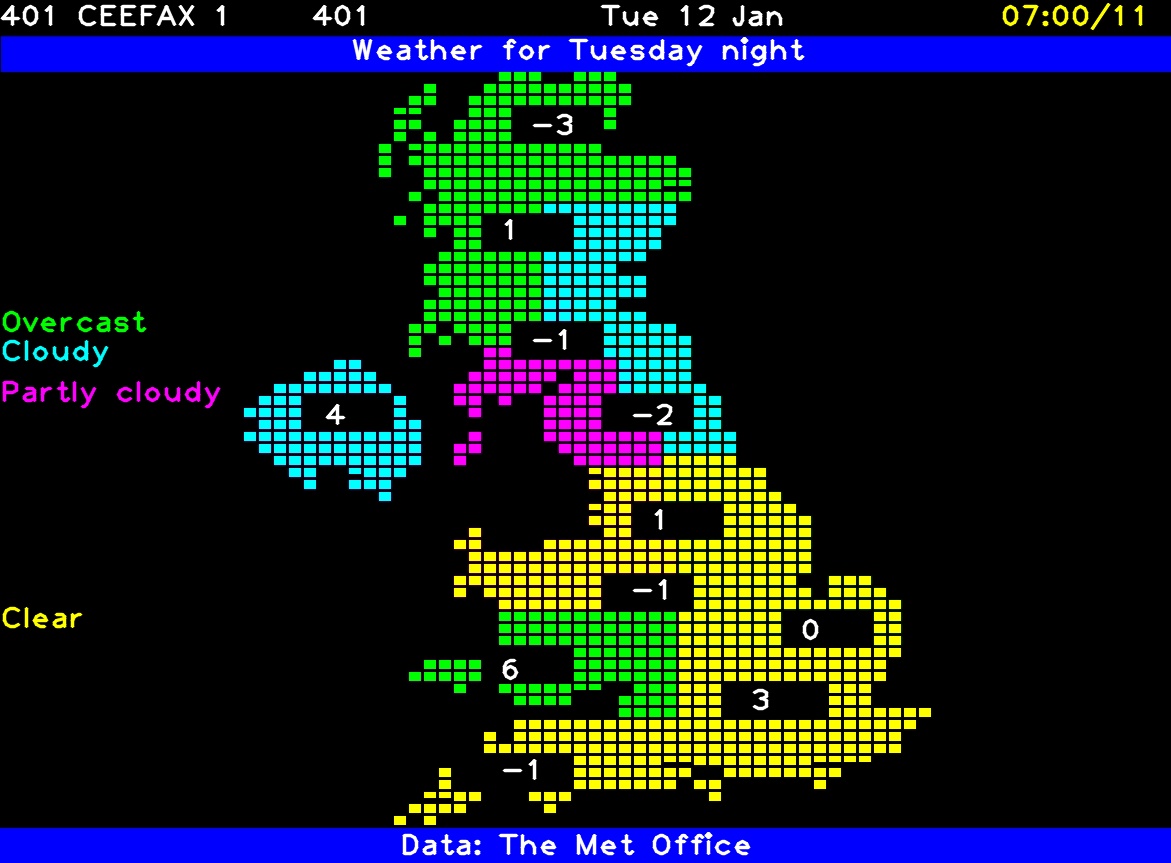 401 CEEFAX 1 401 Tue 12 Jan 07:00/11
Weather for Tuesday night
-3
1
Overcast
-1
Cloudy
Partly cloudy
4
-2
1
-1
Clear
0
6
3
-1
Data: The Met Office